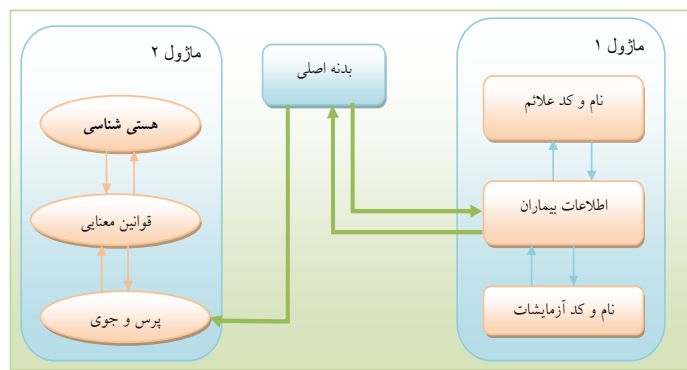 ماژول ۱
نام و کد علائم
اطلاعات بیماران
نام و کد آزمایشات
بدنه اصلی
ماژول ۲
هستی شناسی
قوانین معنایی
پرس و جوی